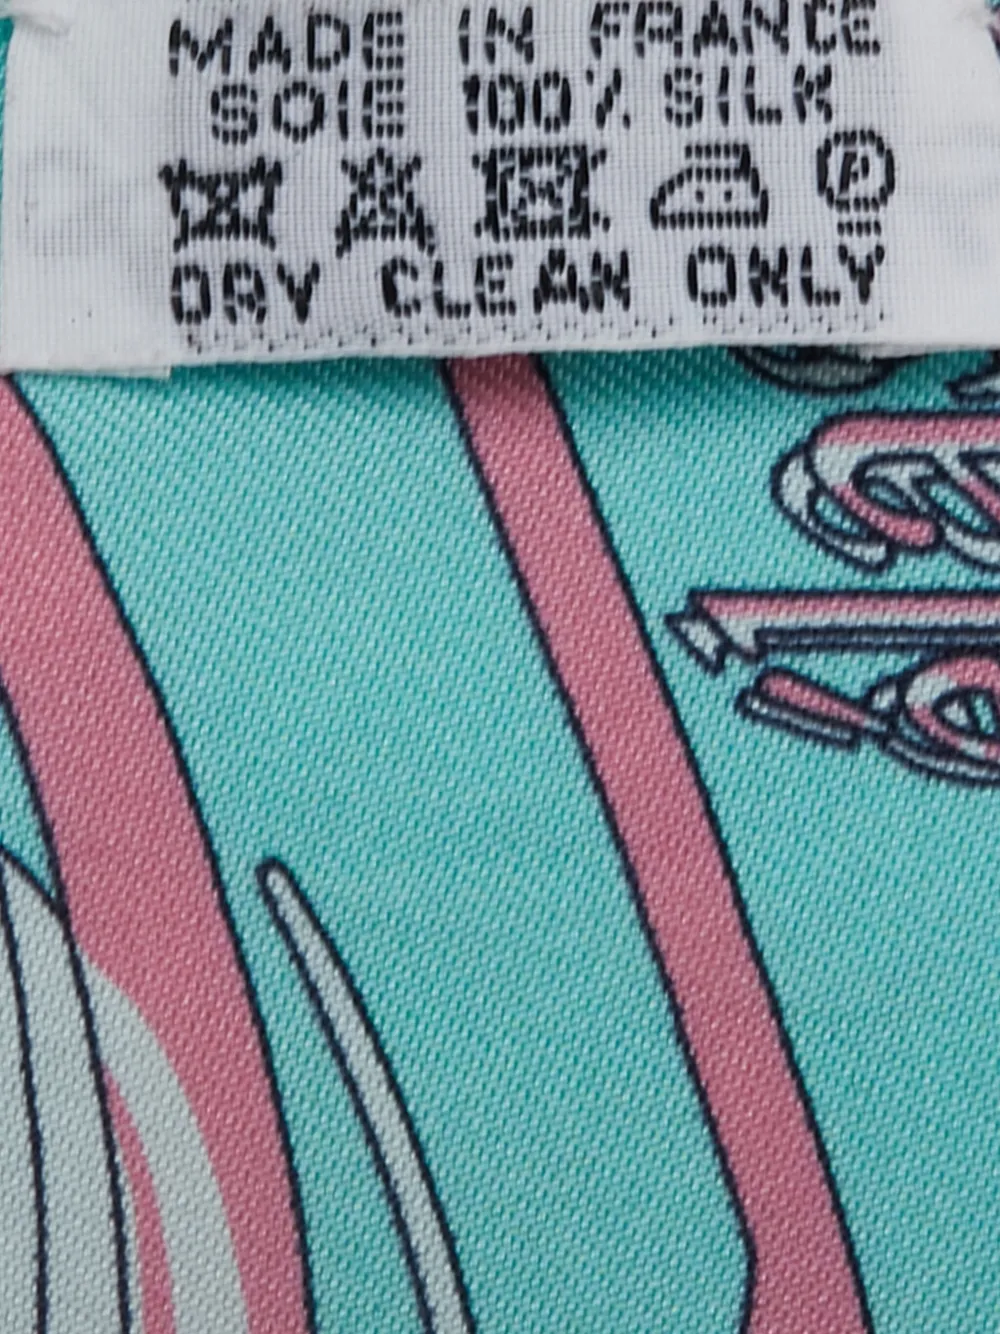 MADE IN FRANCE
SOIE 100% SILK
P
DRY CLEAN ONLY